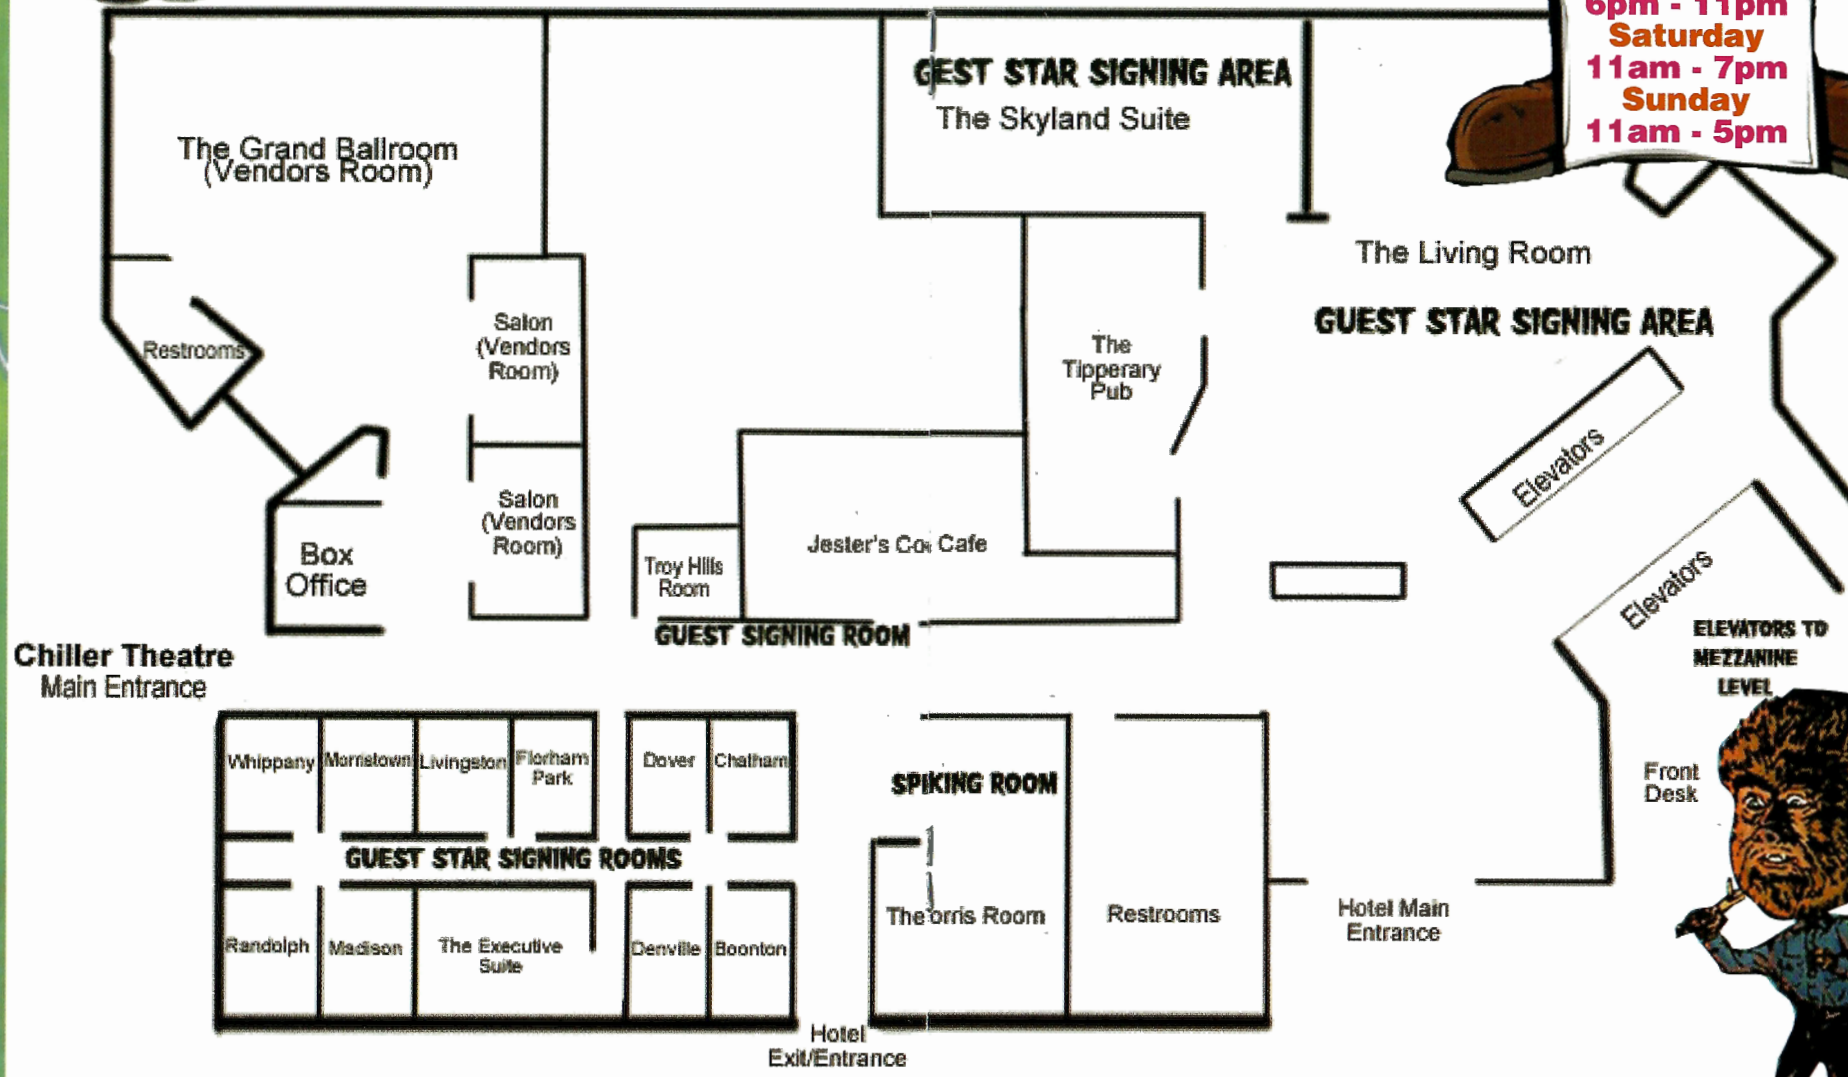 6pm - 11pm
Saturday
11am - 7pm
Sunday
11am - 5pm
GEST STAR SIGNING AREA
The Skyland Suite
The Grand Ballroom
(Vendors Room)
The Living Room
GUEST STAR SIGNING AREA
Restrooms
Salon
(Vendors
Room)
The
Tipperary
Pub
Elevators
Salon
(Vendors
Room)
Box
Office
Troy Hills
Room
Jester's Cafe
Elevators
GUEST SIGNING ROOM
ELEVATORS TO
MEZZANINE
LEVEL
Chiller Theatre
Main Entrance
Whippany
Morristown
Livingston
Florham
Park
Dover
Chatham
SPIKING ROOM
Front
Desk
GUEST STAR SIGNING ROOMS
Randolph
Madison
The Executive
Suite
Denville
Boonton
The orris Room
Restrooms
Hotel Main
Entrance
Hotel
Exit/Entrance